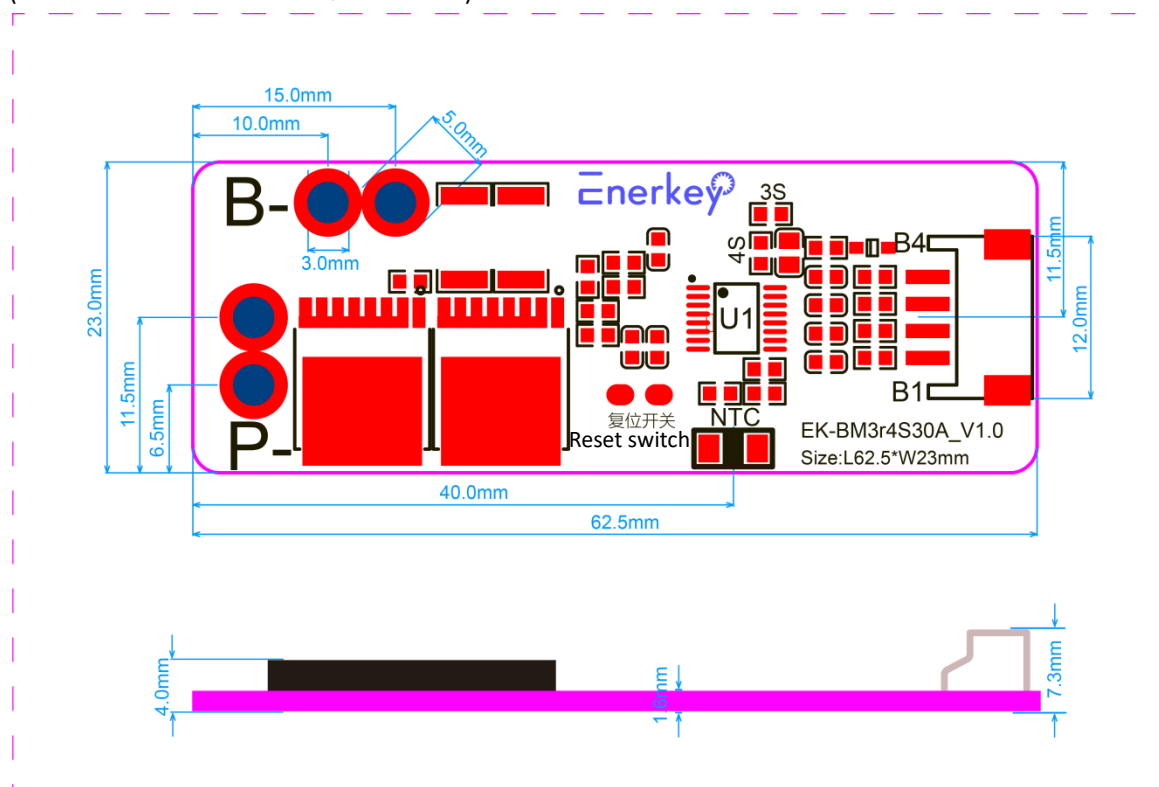 15.0mm
10.0mm
5.0mm
Enerkey
B-
3S
4S
B4
3.0mm
11.5mm
23.0mm
U1
12.0mm
11.5mm
6.5mm
B1
复位开关
NTC
P-
Reset switch
EK-BM3r4S30A_V1.0
Size:L62.5*W23mm
40.0mm
62.5mm
4.0mm
1.6mm
7.3mm